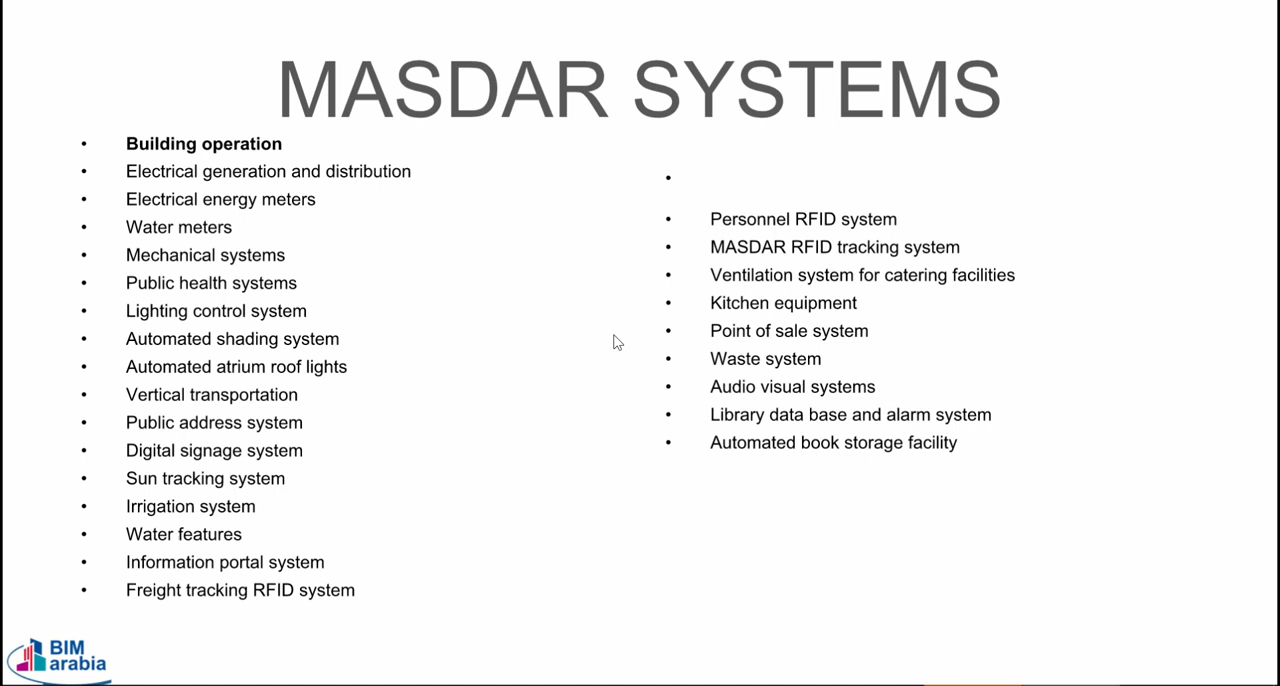 MASDAR SYSTEMS
• Building operation
• Electrical generation and distribution
• Electrical energy meters
• Water meters
• Mechanical systems
• Public health systems
• Lighting control system
• Automated shading system
• Automated atrium roof lights
• Vertical transportation
• Public address system
• Digital signage system
• Sun tracking system
• Irrigation system
• Water features
• Information portal system
• Freight tracking RFID system
•
• Personnel RFID system
• MASDAR RFID tracking system
• Ventilation system for catering facilities
• Kitchen equipment
• Point of sale system
• Waste system
• Audio visual systems
• Library data base and alarm system
• Automated book storage facility
BIM
arabia